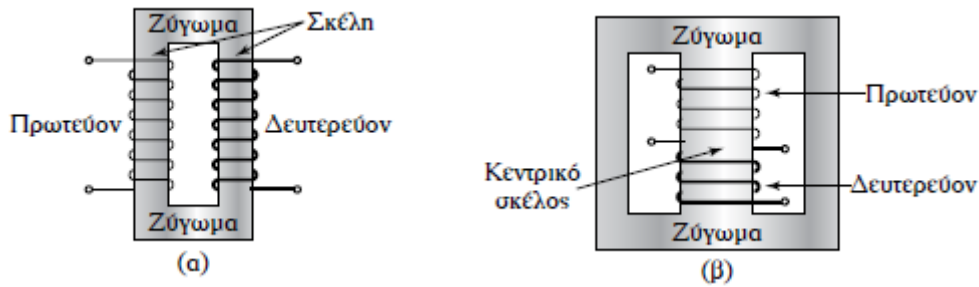 Ζύγωμα
Σκέλη
Πρωτεύον
Δευτερεύον
Ζύγωμα
(α)
Ζύγωμα
Πρωτεύον
Κεντρικό
σκέλος
Δευτερεύον
Ζύγωμα
(β)